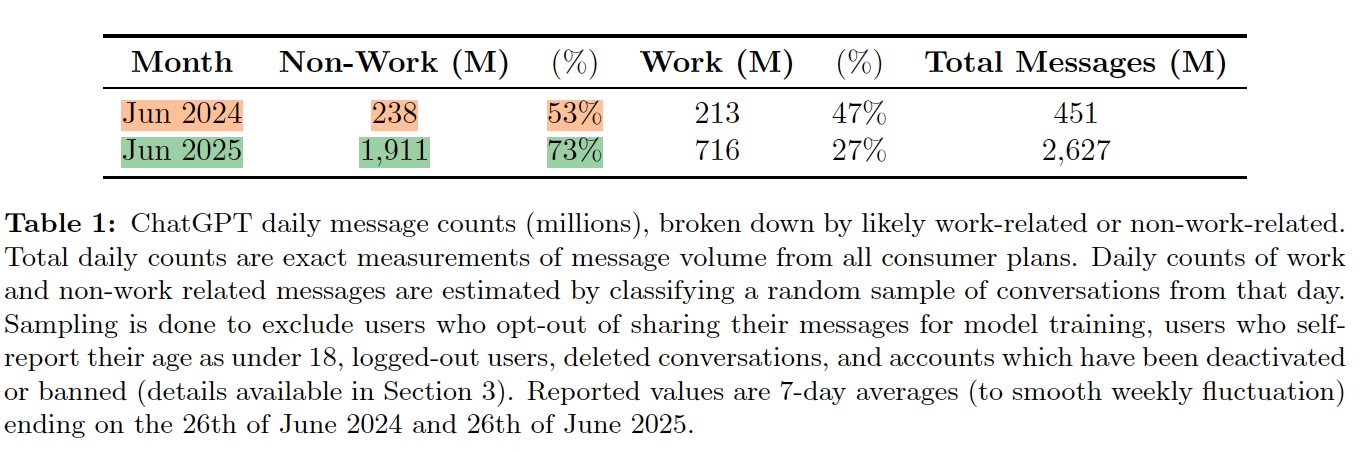 Month Non-Work (M) (%) Work (M) (%) Total Messages (M)
Jun 2024 238 53% 213 47% 451
Jun 2025 1,911 73% 716 27% 2,627
Table 1: ChatGPT daily message counts (millions), broken down by likely work-related or non-work-related.
Total daily counts are exact measurements of message volume from all consumer plans. Daily counts of work
and non-work related messages are estimated by classifying a random sample of conversations from that day.
Sampling is done to exclude users who opt-out of sharing their messages for model training, users who self-
report their age as under 18, logged-out users, deleted conversations, and accounts which have been deactivated
or banned (details available in Section 3). Reported values are 7-day averages (to smooth weekly fluctuation)
ending on the 26th of June 2024 and 26th of June 2025.